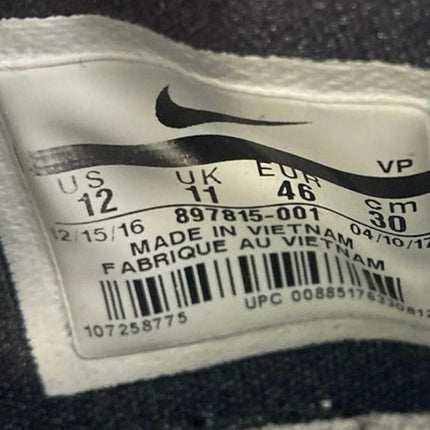 VP
US UK EUR cm
12 11 46 30
12/15/16 897815-001 04/10/17
MADE IN VIETNAM
FABRIQUE AU VIETNAM
107258775 UPC 00885176330812